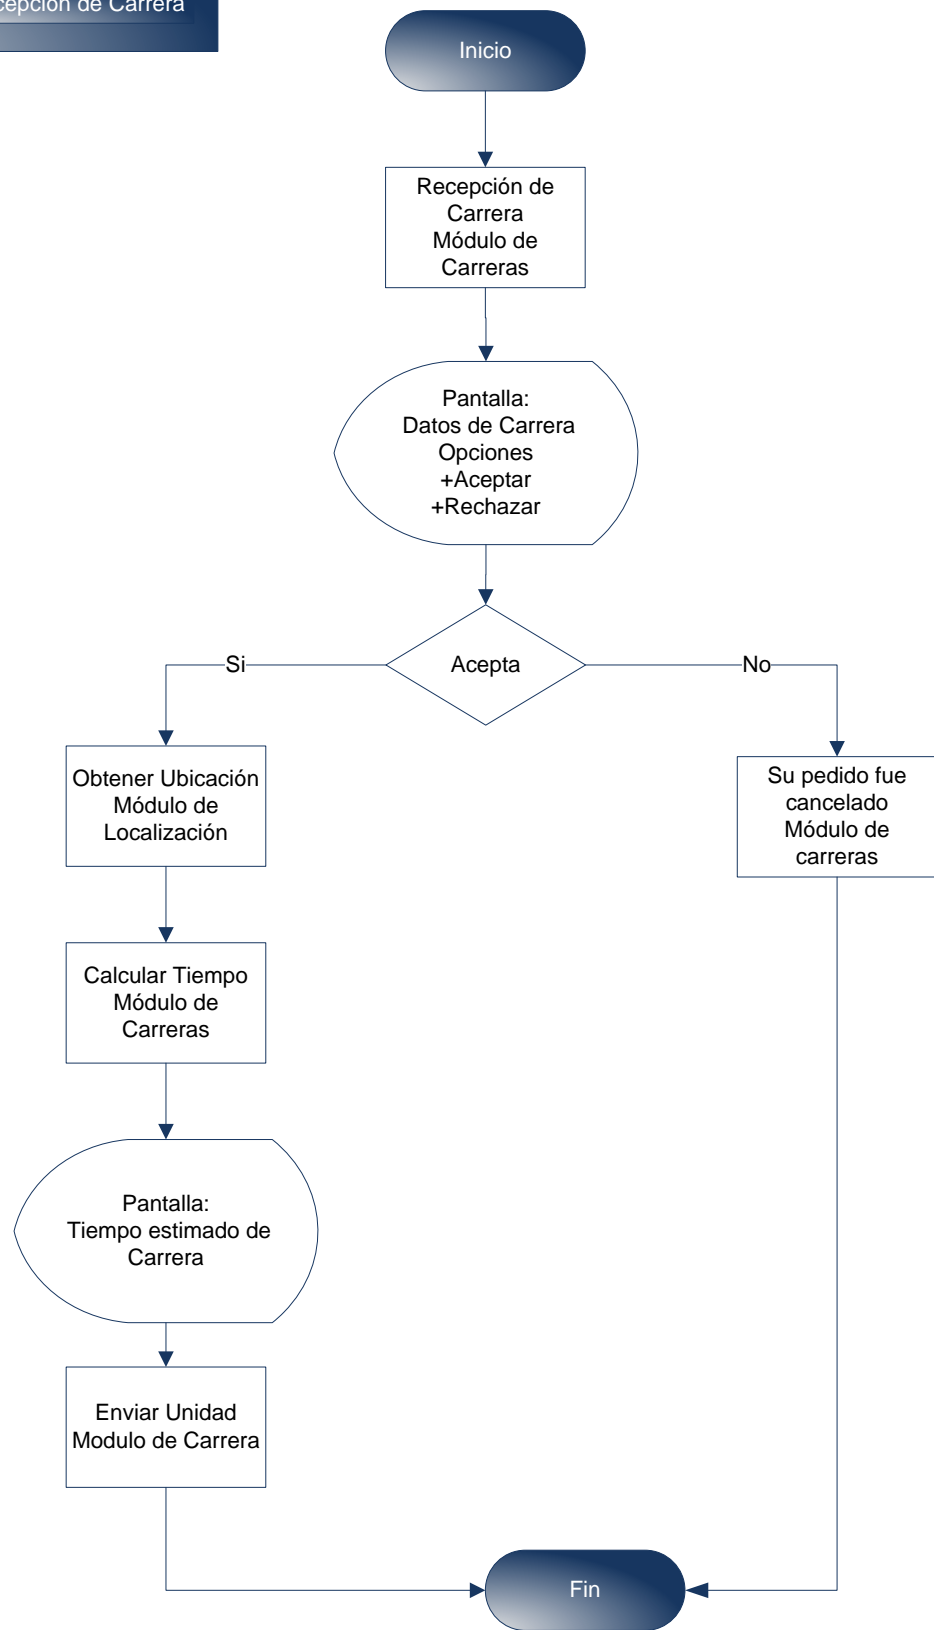 de Carrera
Inicio
Recepción de
Carrera
Módulo de
Carreras
Pantalla:
Datos de Carrera
Opciones
+Aceptar
+Rechazar
Acepta
Si
No
Obtener Ubicación
Módulo de
Localización
Su pedido fue
cancelado
Módulo de
carreras
Calcular Tiempo
Módulo de
Carreras
Pantalla:
Tiempo estimado de
Carrera
Enviar Unidad
Modulo de Carrera
Fin